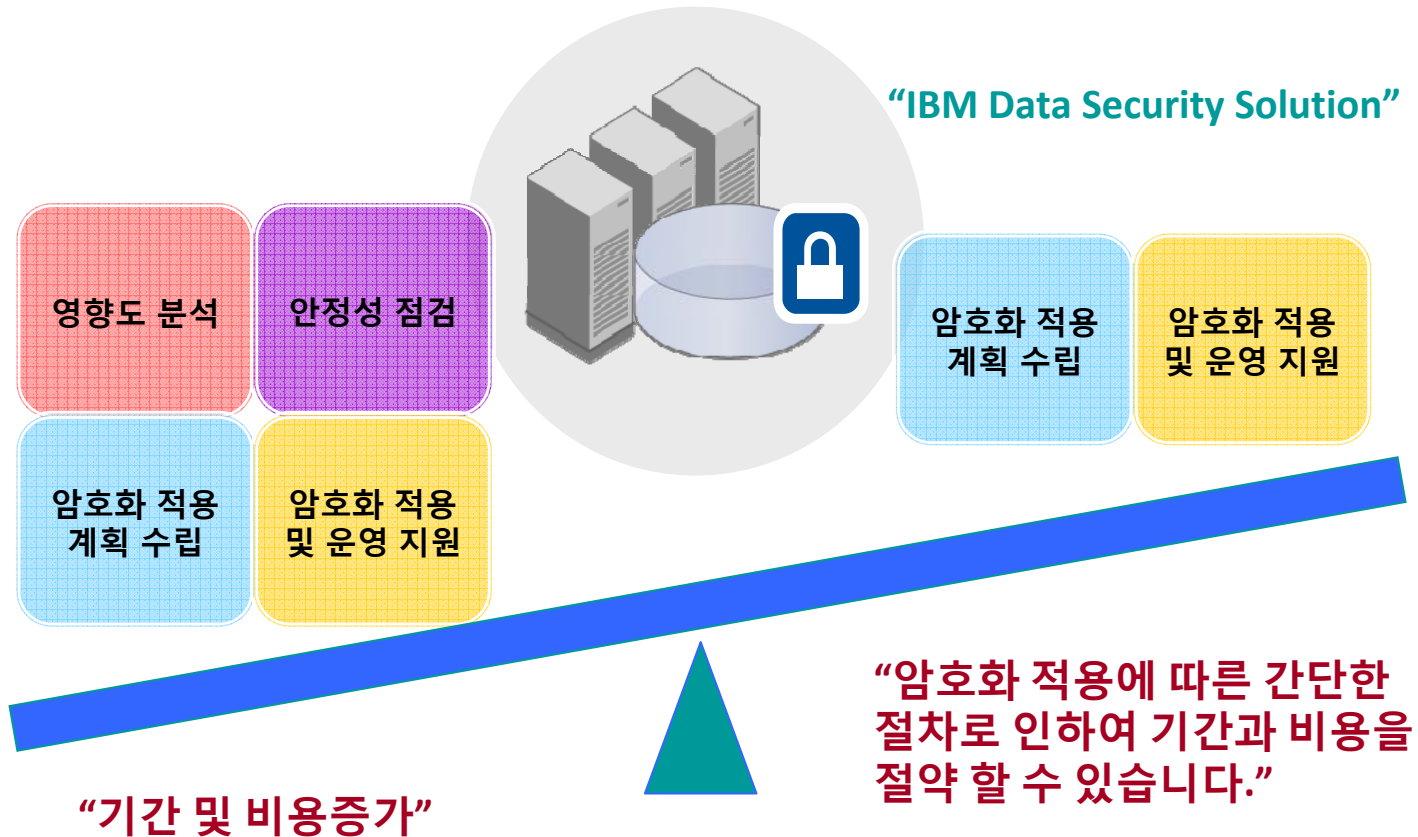 “IBM Data Security Solution”
영향도 분석
안정성 점검
암호화 적용
계획 수립
암호화 적용
및 운영 지원
암호화 적용
계획 수립
암호화 적용
및 운영 지원
“기간 및 비용증가”
“암호화 적용에 따른 간단한
절차로 인하여 기간과 비용을
절약 할 수 있습니다.”